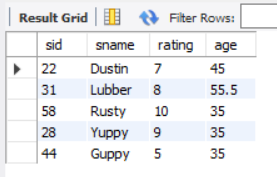 Result Grid Filter Rows:
sid sname rating age
22 Dustin 7 45
31 Lubber 8 55.5
58 Rusty 10 35
28 Yuppy 9 35
44 Guppy 5 35